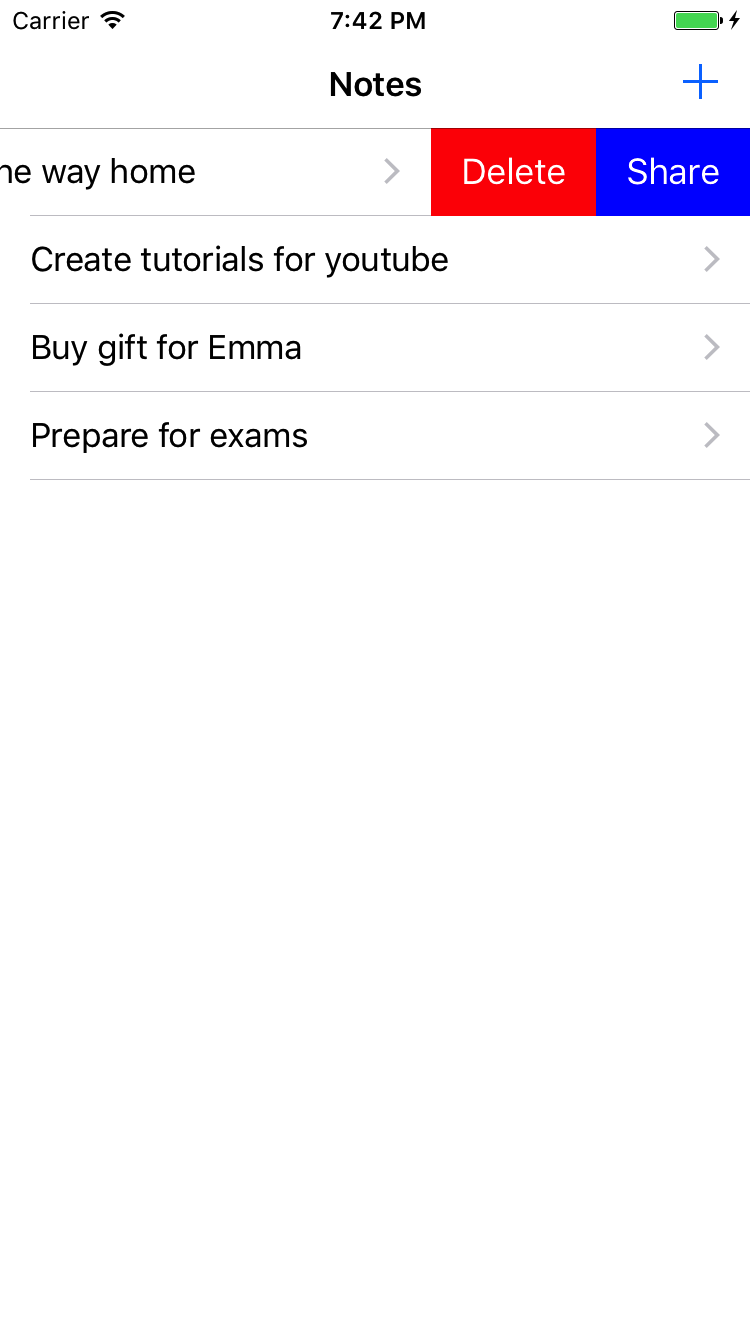 Carrier 7:42 PM
Notes
way home Delete Share
Create tutorials for youtube
Buy gift for Emma
Prepare for exams